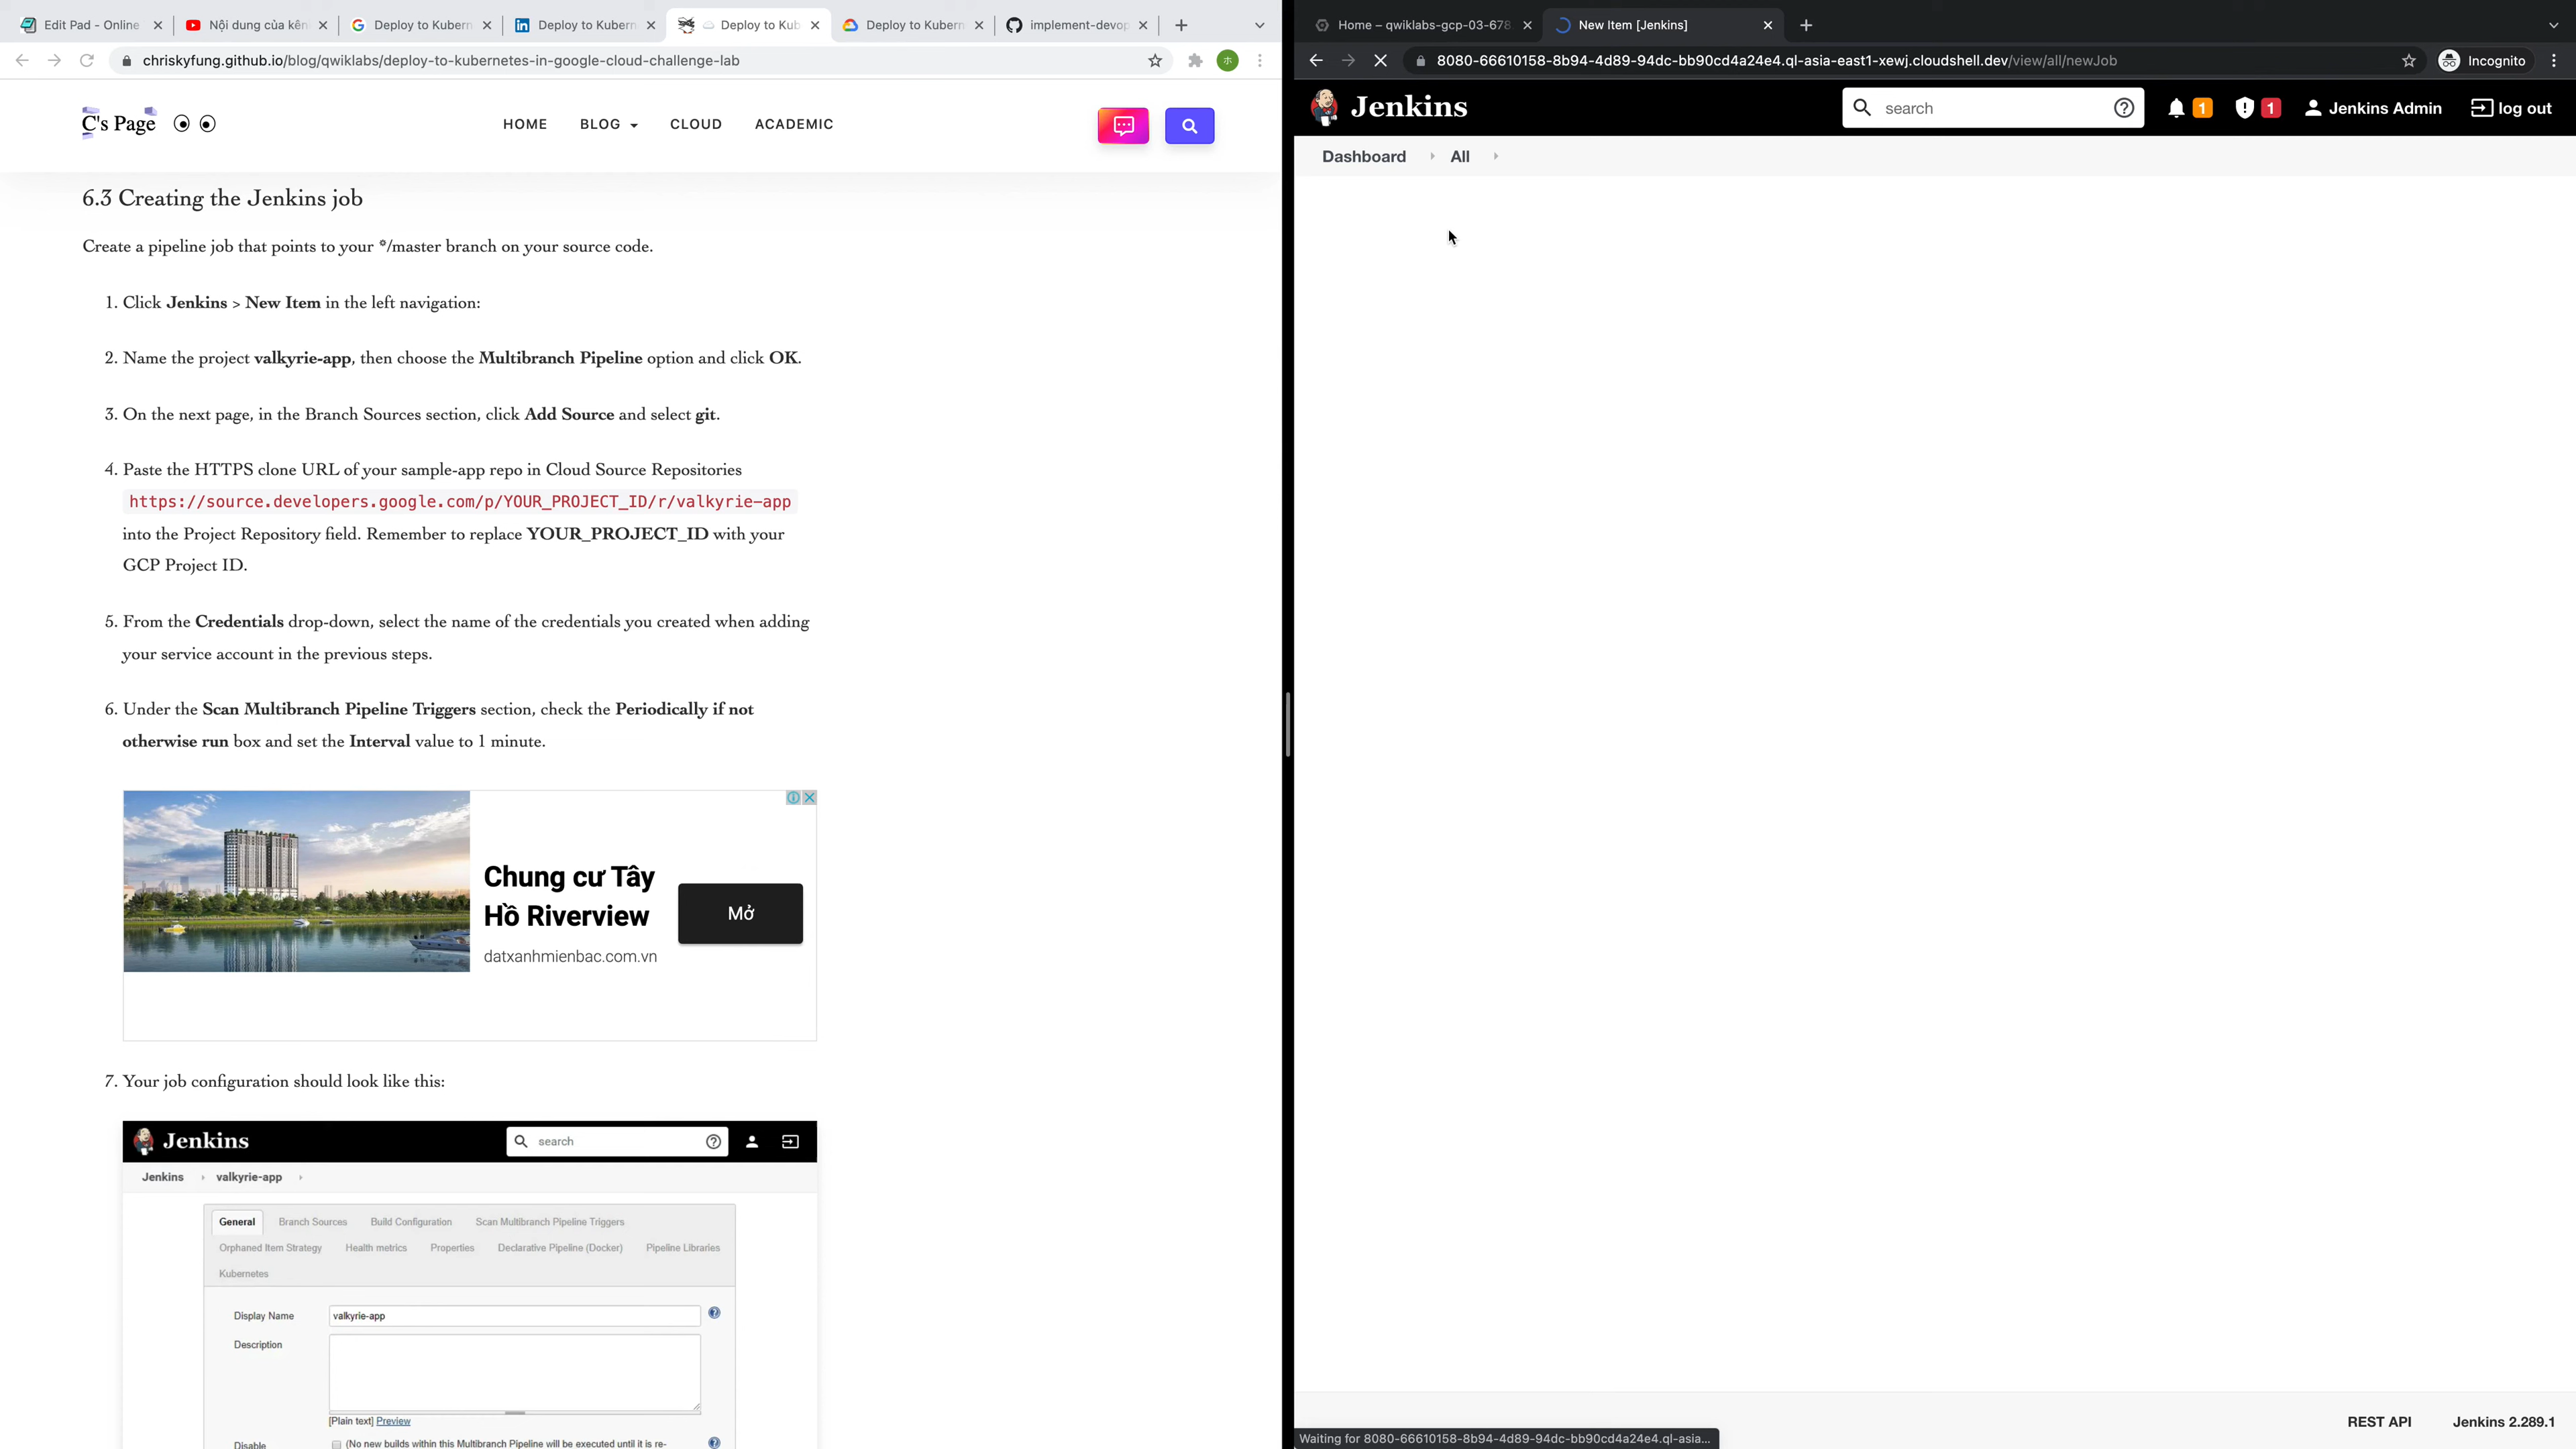 Edit Pad - Online
Nội dung của kên
Deploy to Kubern
Deploy to Kubern
Deploy to Kub
Deploy to Kubern
implement-devop
chriskyfung.github.io/blog/qwiklabs/deploy-to-kubernetes-in-google-cloud-challenge-lab
C's Page
HOME
BLOG
CLOUD
ACADEMIC
6.3 Creating the Jenkins job
Create a pipeline job that points to your */master branch on your source code.
1. Click Jenkins > New Item in the left navigation:
2. Name the project valkyrie-app, then choose the Multibranch Pipeline option and click OK.
3. On the next page, in the Branch Sources section, click Add Source and select git.
4. Paste the HTTPS clone URL of your sample-app repo in Cloud Source Repositories
https://source.developers.google.com/p/YOUR_PROJECT_ID/r/valkyrie-app
into the Project Repository field. Remember to replace YOUR_PROJECT_ID with your
GCP Project ID.
5. From the Credentials drop-down, select the name of the credentials you created when adding
your service account in the previous steps.
6. Under the Scan Multibranch Pipeline Triggers section, check the Periodically if not
otherwise run box and set the Interval value to 1 minute.
Chung cư Tây
Hồ Riverview
datxanhmienbac.com.vn
Mở
7. Your job configuration should look like this:
Jenkins
search
Jenkins
valkyrie-app
General
Branch Sources
Build Configuration
Scan Multibranch Pipeline Triggers
Orphaned Item Strategy
Health metrics
Properties
Declarative Pipeline (Docker)
Pipeline Libraries
Kubernetes
Display Name
valkyrie-app
Description
[Plain text] Preview
Disable
(No new builds within this Multibranch Pipeline will be executed until it is re-
Home – qwiklabs-gcp-03-678
New Item [Jenkins]
8080-66610158-8b94-4d89-94dc-bb90cd4a24e4.ql-asia-east1-xewj.cloudshell.dev/view/all/newJob
Incognito
Jenkins
search
1
1
Jenkins Admin
log out
Dashboard
All
REST API
Jenkins 2.289.1
Waiting for 8080-66610158-8b94-4d89-94dc-bb90cd4a24e4.ql-asia...